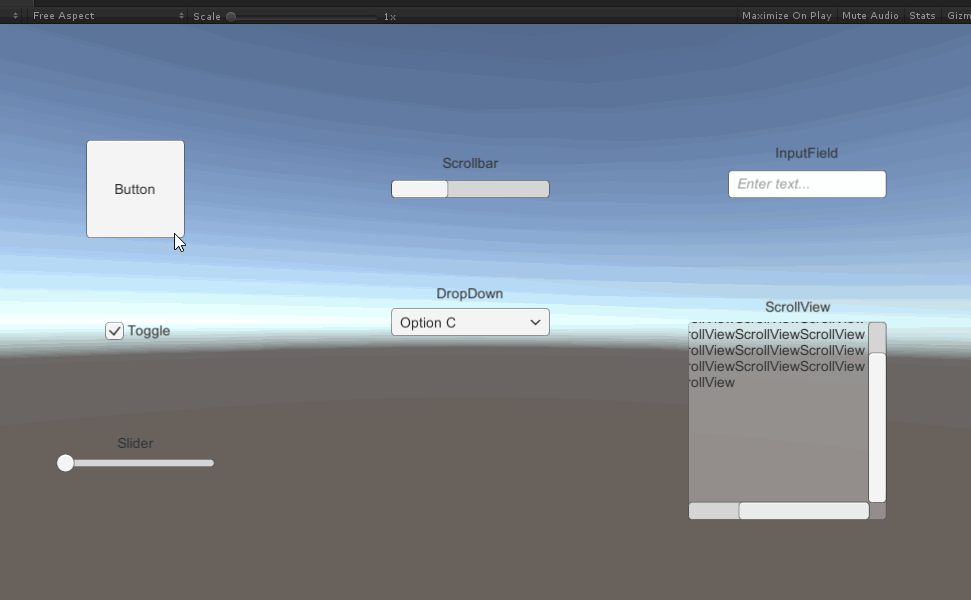 Free Aspect
Scale
1x
Maximize On Play
Mute Audio
Stats
Gizm
Button
Scrollbar
InputField
Enter text...
Toggle
DropDown
Option C
Slider
ScrollView
rollViewScrollViewScrollView
rollViewScrollViewScrollView
rollViewScrollViewScrollView
rollView